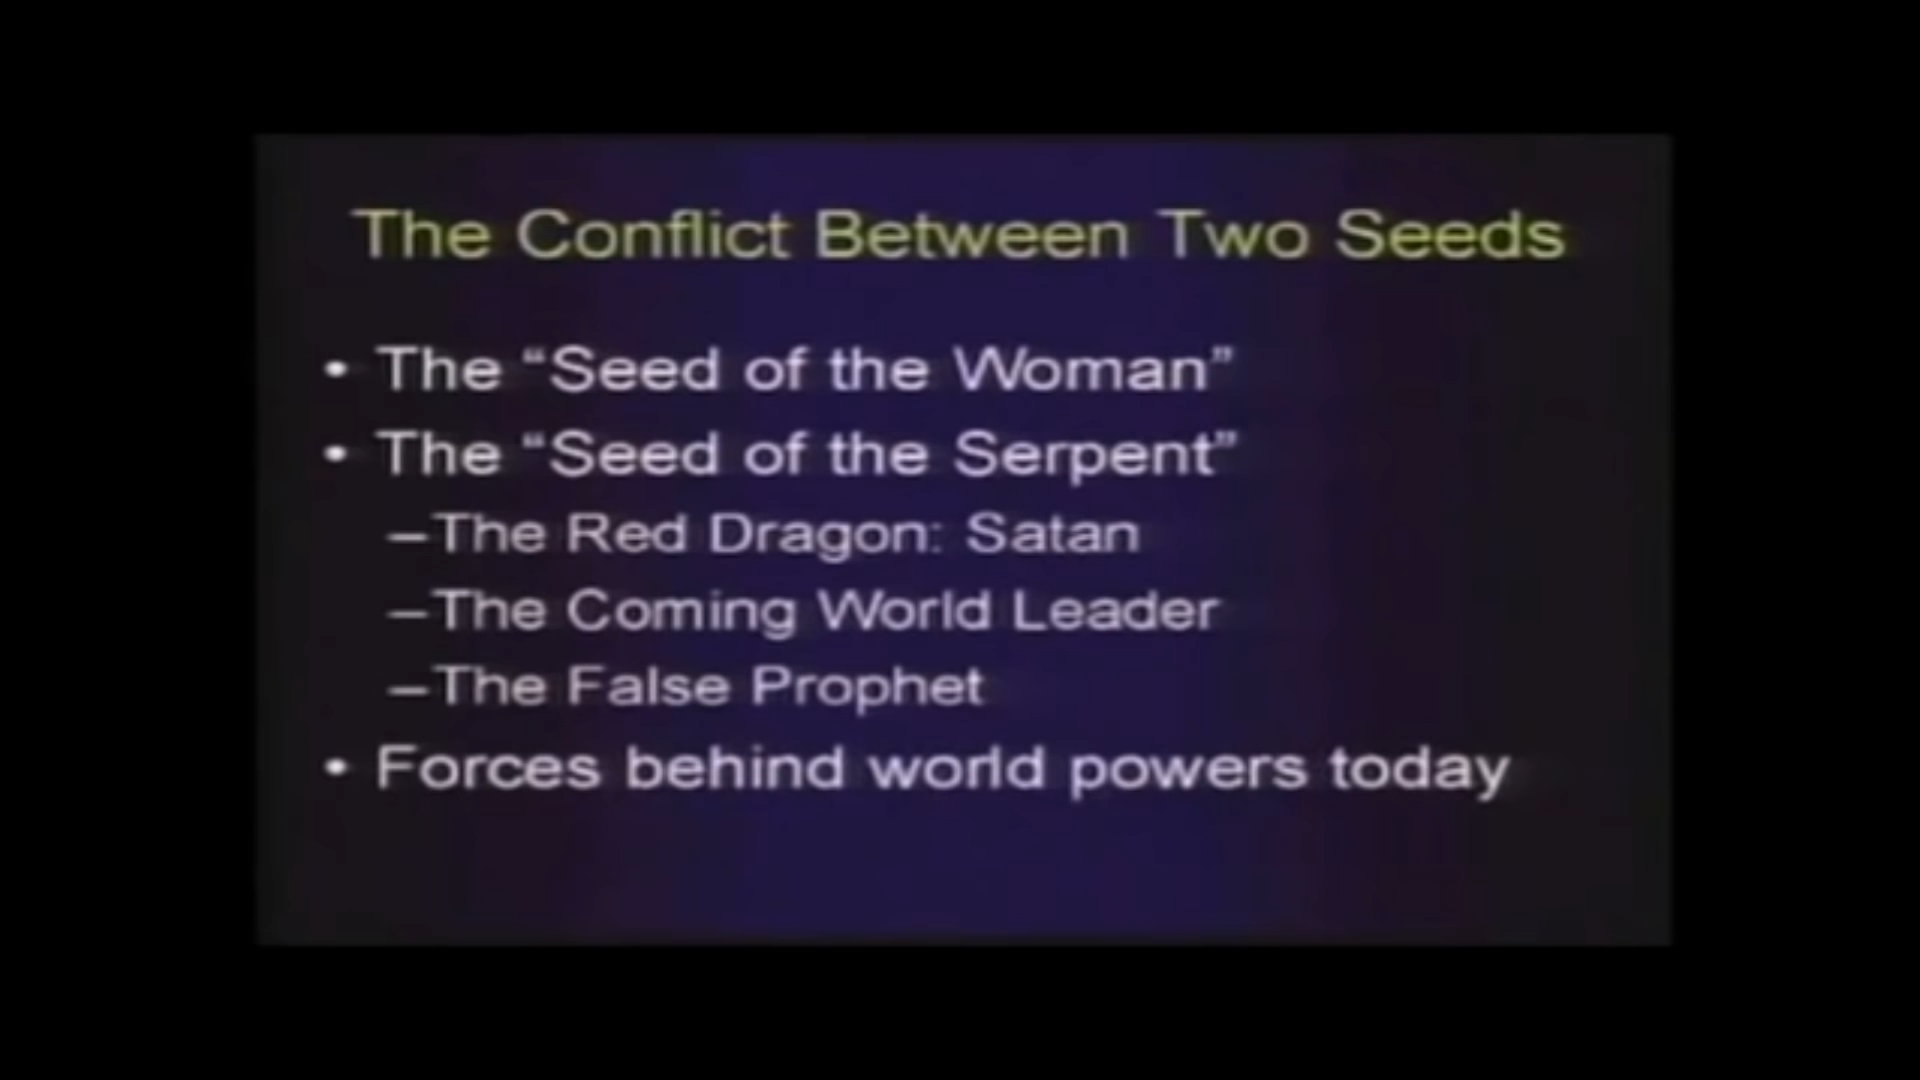 The Conflict Between Two Seeds
• The “Seed of the Woman”
• The “Seed of the Serpent”
–The Red Dragon: Satan
–The Coming World Leader
–The False Prophet
• Forces behind world powers today